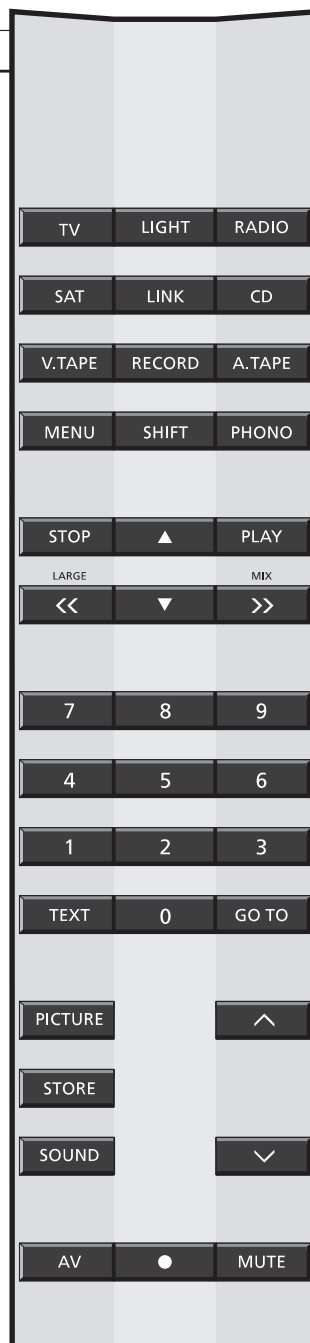 TV LIGHT RADIO
SAT LINK CD
V.TAPE RECORD A.TAPE
MENU SHIFT PHONO
STOP ▲ PLAY
LARGE MIX
<< ▼ >>
7 8 9
4 5 6
1 2 3
TEXT 0 GO TO
PICTURE
STORE
SOUND
AV ● MUTE